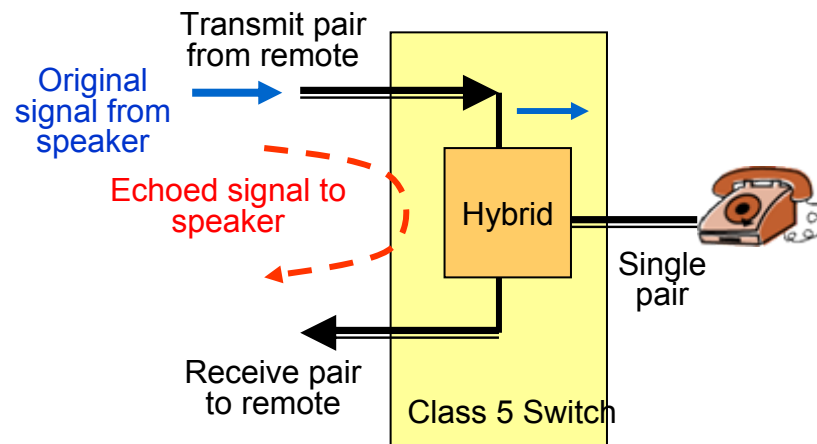 Transmit pair
from remote
Original
signal from
speaker
Echoed signal to
speaker
Hybrid
Single
pair
Receive pair
to remote
Class 5 Switch